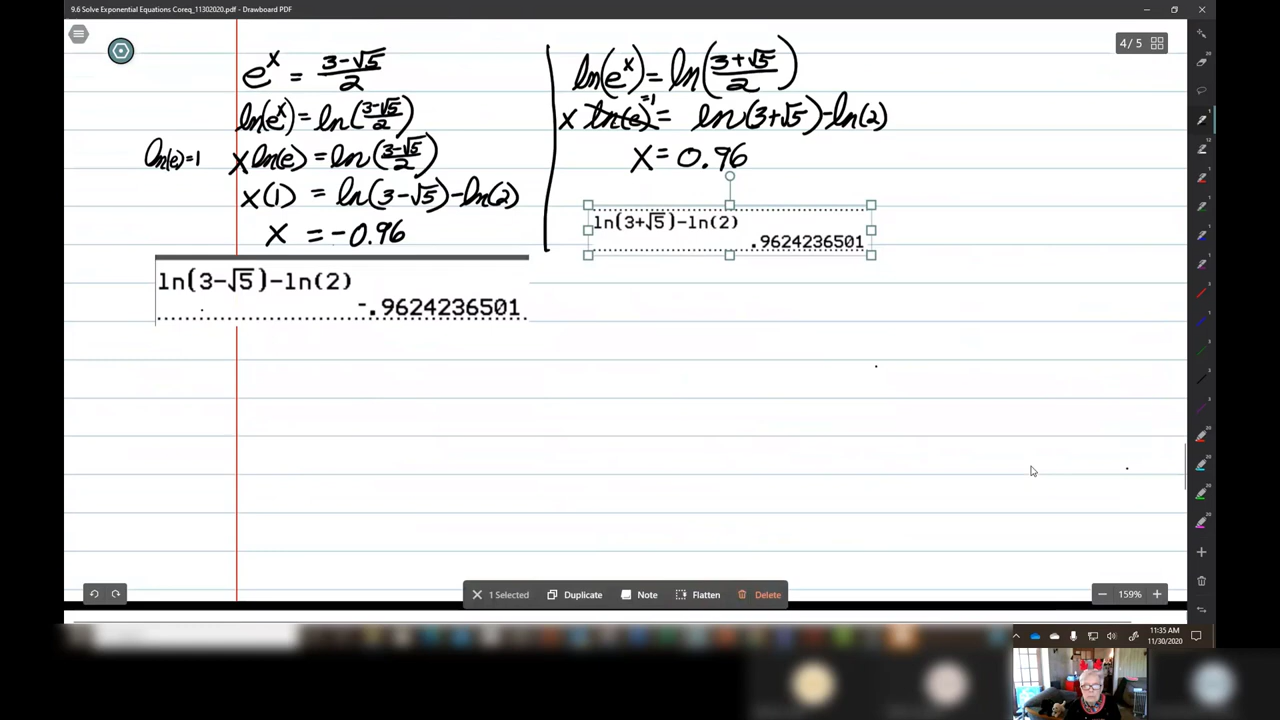 9.6 Solve Exponential Equations Coreq_11302020.pdf - Drawboard PDF
4 / 5
e^x = (3-√5)/2
ln(e^x) = ln((3-√5)/2)
ln(e)=1 x ln(e) = ln((3-√5)/2)
x(1) = ln(3-√5)-ln(2)
x = -0.96
ln(3-√5)-ln(2)
-.9624236501
ln(e^x) = ln((3+√5)/2)
x ln(e)=1 = ln(3+√5)-ln(2)
x = 0.96
ln(3+√5)-ln(2)
.9624236501
1 Selected Duplicate Note Flatten Delete
159%
11:35 AM
11/30/2020